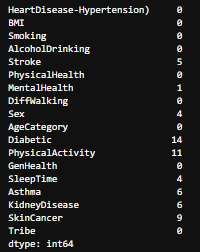 HeartDisease-Hypertension) 0
BMI 0
Smoking 0
AlcoholDrinking 0
Stroke 5
PhysicalHealth 0
MentalHealth 1
DiffWalking 0
Sex 4
AgeCategory 0
Diabetic 14
PhysicalActivity 11
GenHealth 0
SleepTime 4
Asthma 6
KidneyDisease 6
SkinCancer 9
Tribe 0
dtype: int64